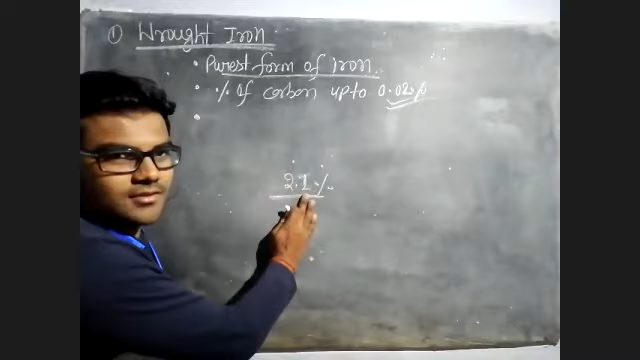 ① Wrought Iron
• Purest form of iron.
• % of carbon upto 0.02%
•
2.1%